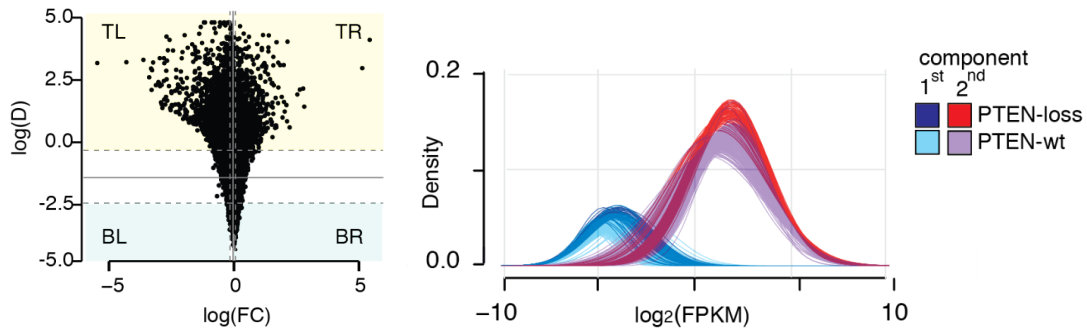 5.0
TL
TR
2.5
log(D)
0.0
-2.5
BL
BR
-5.0
−5
0
5
log(FC)
0.2
Density
0.0
−10
log2(FPKM)
10
component
1st 2nd
PTEN-loss
PTEN-wt